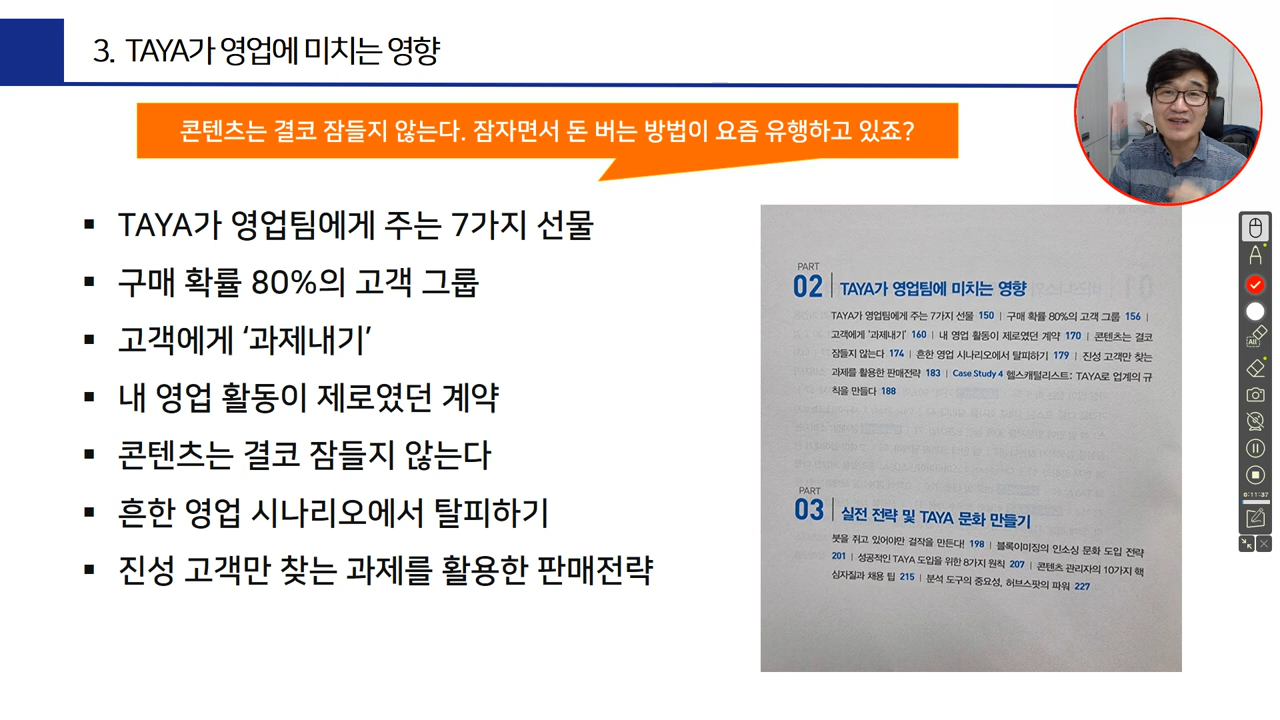 3. TAYA가 영업에 미치는 영향
콘텐츠는 결코 잠들지 않는다. 잠자면서 돈 버는 방법이 요즘 유행하고 있죠?
▪ TAYA가 영업팀에게 주는 7가지 선물
▪ 구매 확률 80%의 고객 그룹
▪ 고객에게 ‘과제내기’
▪ 내 영업 활동이 제로였던 계약
▪ 콘텐츠는 결코 잠들지 않는다
▪ 흔한 영업 시나리오에서 탈피하기
▪ 진성 고객만 찾는 과제를 활용한 판매전략
PART
02 TAYA가 영업팀에 미치는 영향
TAYA가 영업팀에게 주는 7가지 선물 150 | 구매 확률 80%의 고객 그룹 156 |
고객에게 ‘과제내기’ 160 | 내 영업 활동이 제로였던 계약 170 | 콘텐츠는 결코
잠들지 않는다 174 | 흔한 영업 시나리오에서 탈피하기 179 | 진성 고객만 찾는
과제를 활용한 판매전략 183 | Case Study 4 헬스캐털리스트: TAYA로 업계의 규
칙을 만들다 188
PART
03 실전 전략 및 TAYA 문화 만들기
붓을 쥐고 있어야만 걸작을 만든다! 198 | 블록이미징의 인소싱 문화 도입 전략
201 | 성공적인 TAYA 도입을 위한 8가지 원칙 207 | 콘텐츠 관리자의 10가지 핵
심자질과 채용 팁 215 | 분석 도구의 중요성, 허브스팟의 파워 227
A
All
0:11:37